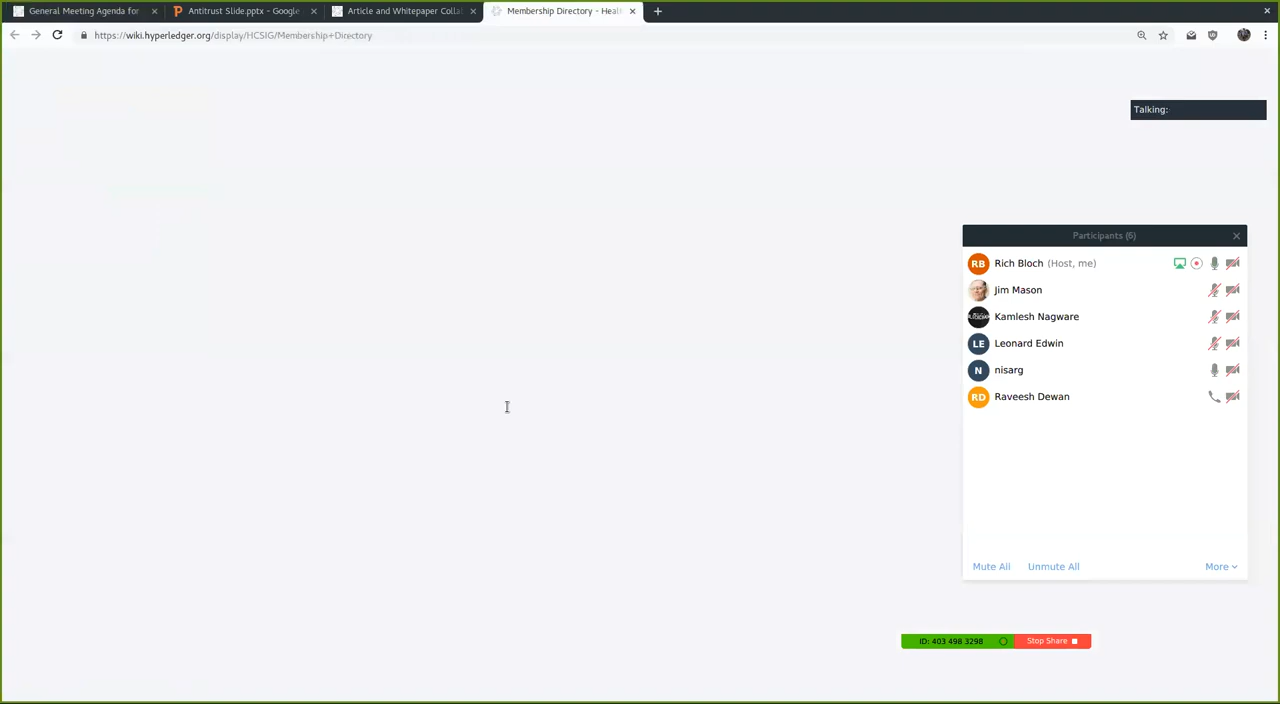 General Meeting Agenda for
Antitrust Slide.pptx - Google
Article and Whitepaper Colla
Membership Directory - Heal
https://wiki.hyperledger.org/display/HCSIG/Membership+Directory
Talking:
Participants (6)
RB Rich Bloch (Host, me)
Jim Mason
Kamlesh Nagware
LE Leonard Edwin
N nisarg
RD Raveesh Dewan
Mute All Unmute All More
ID: 403 498 3298 Stop Share